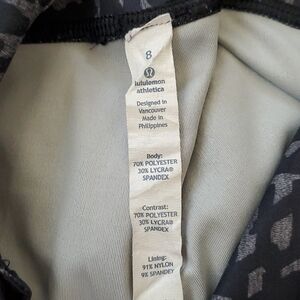 8
lululemon
athletica
Designed in
Vancouver
Made in
Philippines
Body:
70% POLYESTER
30% LYCRA®
SPANDEX
Contrast:
70% POLYESTER
30% LYCRA®
SPANDEX
Lining:
91% NYLON
9% SPANDEX